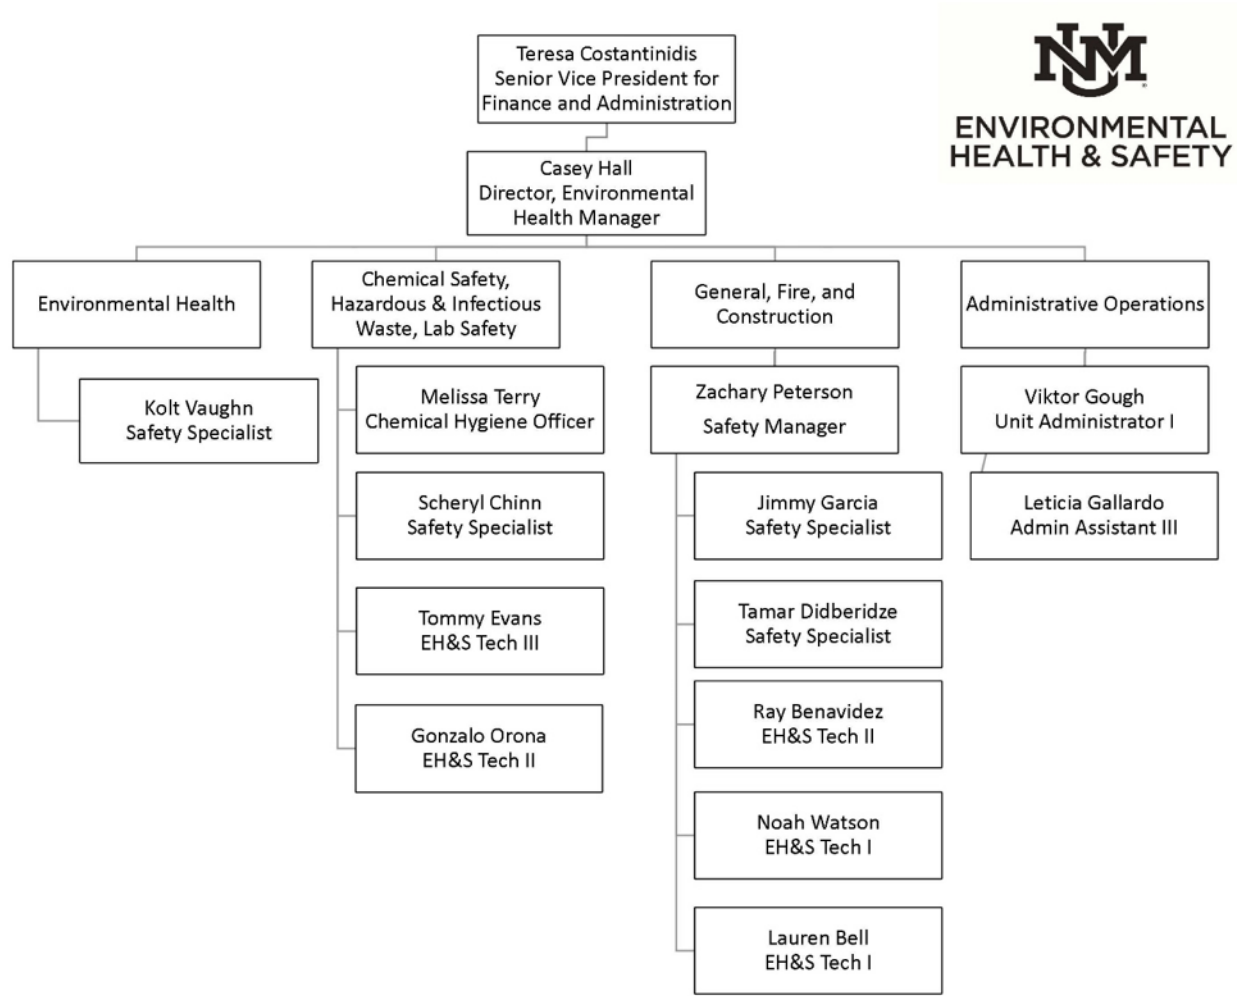 UNM
ENVIRONMENTAL
HEALTH & SAFETY
Teresa Costantinidis
Senior Vice President for
Finance and Administration
Casey Hall
Director, Environmental
Health Manager
Environmental Health
Kolt Vaughn
Safety Specialist
Chemical Safety,
Hazardous & Infectious
Waste, Lab Safety
Melissa Terry
Chemical Hygiene Officer
Scheryl Chinn
Safety Specialist
Tommy Evans
EH&S Tech III
Gonzalo Orona
EH&S Tech II
General, Fire, and
Construction
Zachary Peterson
Safety Manager
Jimmy Garcia
Safety Specialist
Tamar Didberidze
Safety Specialist
Ray Benavidez
EH&S Tech II
Noah Watson
EH&S Tech I
Lauren Bell
EH&S Tech I
Administrative Operations
Viktor Gough
Unit Administrator I
Leticia Gallardo
Admin Assistant III